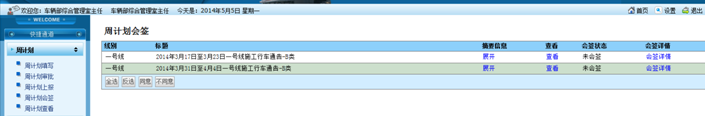 欢迎您：车辆部综合管理室主任 车辆部综合管理室主任 今天是：2014年5月5日 星期一 首页 设置 退出
WELCOME
快捷通道
周计划
周计划填写
周计划审批
周计划上报
周计划会签
周计划查看
周计划会签
线别 标题 摘要信息 查看 会签状态 会签详情
一号线 2014年3月17日至3月23日一号线施工行车通告-B类 展开 查看 未会签 会签详情
一号线 2014年3月31日至4月4日一号线施工行车通告-B类 展开 查看 未会签 会签详情
全选 反选 同意 不同意